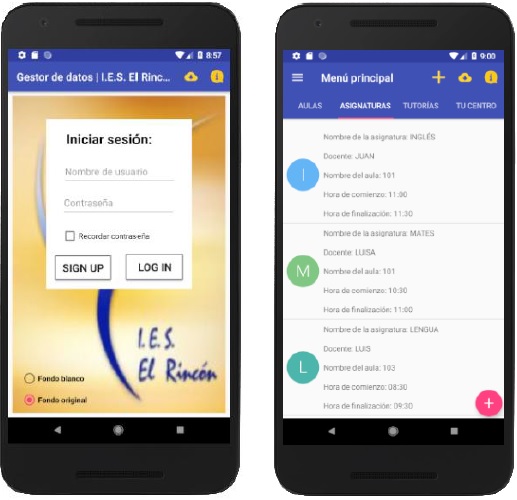 8:57
Gestor de datos | I.E.S. El Rinc...
Iniciar sesión:
Nombre de usuario
Contraseña
Recordar contraseña
SIGN UP
LOG IN
I.E.S.
El Rincón
Fondo blanco
Fondo original
9:00
Menú principal
AULAS
ASIGNATURAS
TUTORÍAS
TU CENTRO
Nombre de la asignatura: INGLÉS
Docente: JUAN
I
Nombre del aula: 101
Hora de comienzo: 11:00
Hora de finalización: 11:30
Nombre de la asignatura: MATES
Docente: LUISA
M
Nombre del aula: 101
Hora de comienzo: 10:30
Hora de finalización: 11:00
Nombre de la asignatura: LENGUA
Docente: LUIS
L
Nombre del aula: 103
Hora de comienzo: 08:30
Hora de finalización: 09:30